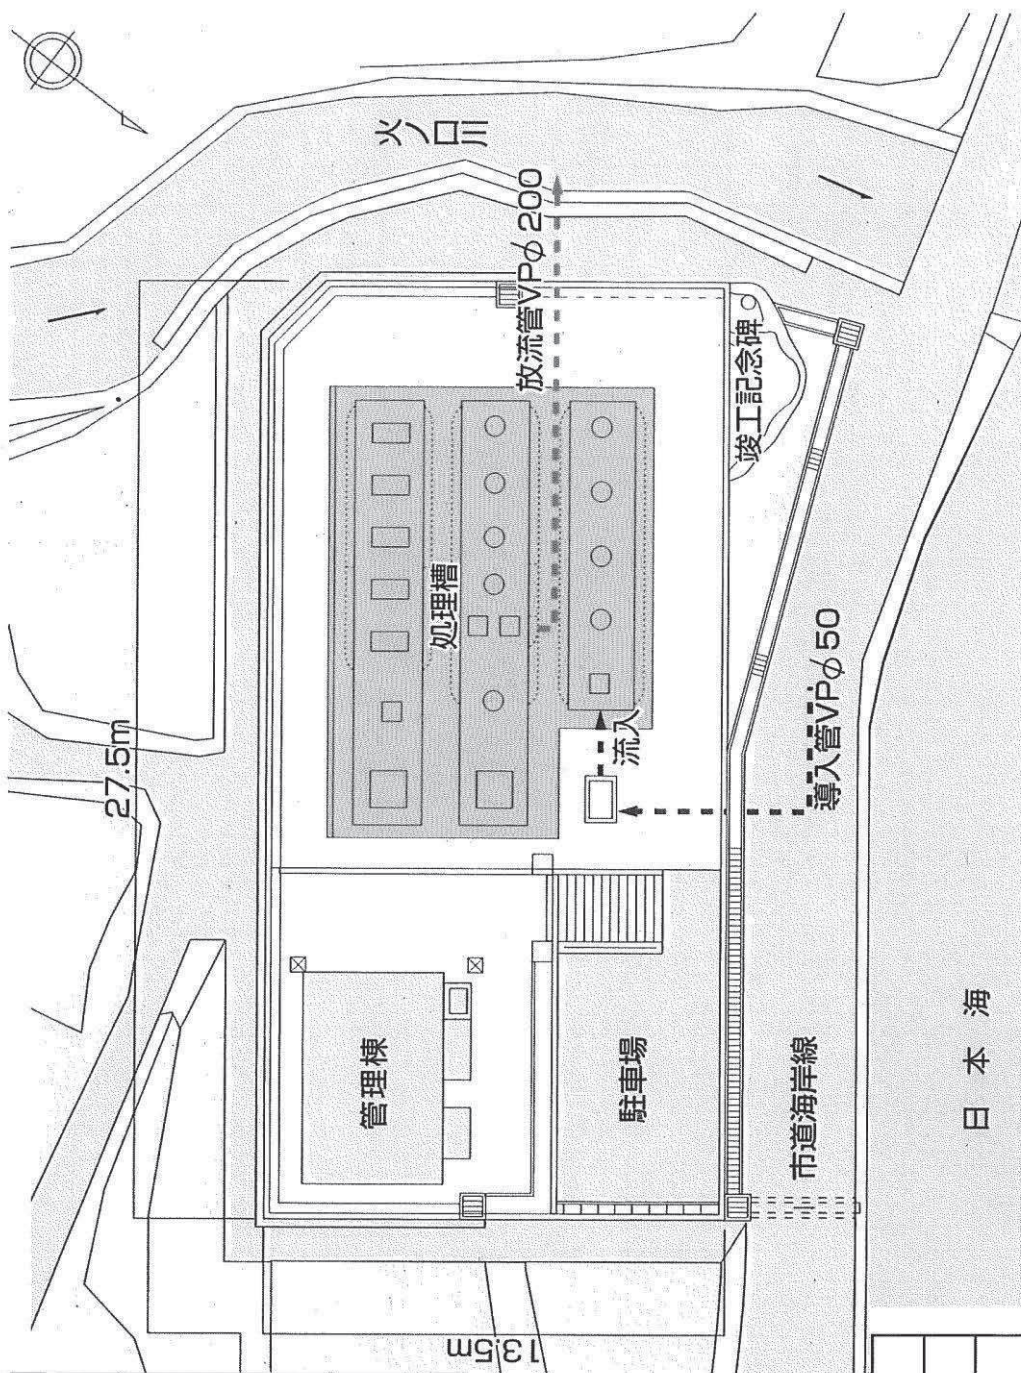 火ノ口川
放流管VPφ200
竣工記念碑
処理槽
流入
導入管VPφ50
27.5m
管理棟
駐車場
市道海岸線
日本海
13.5m